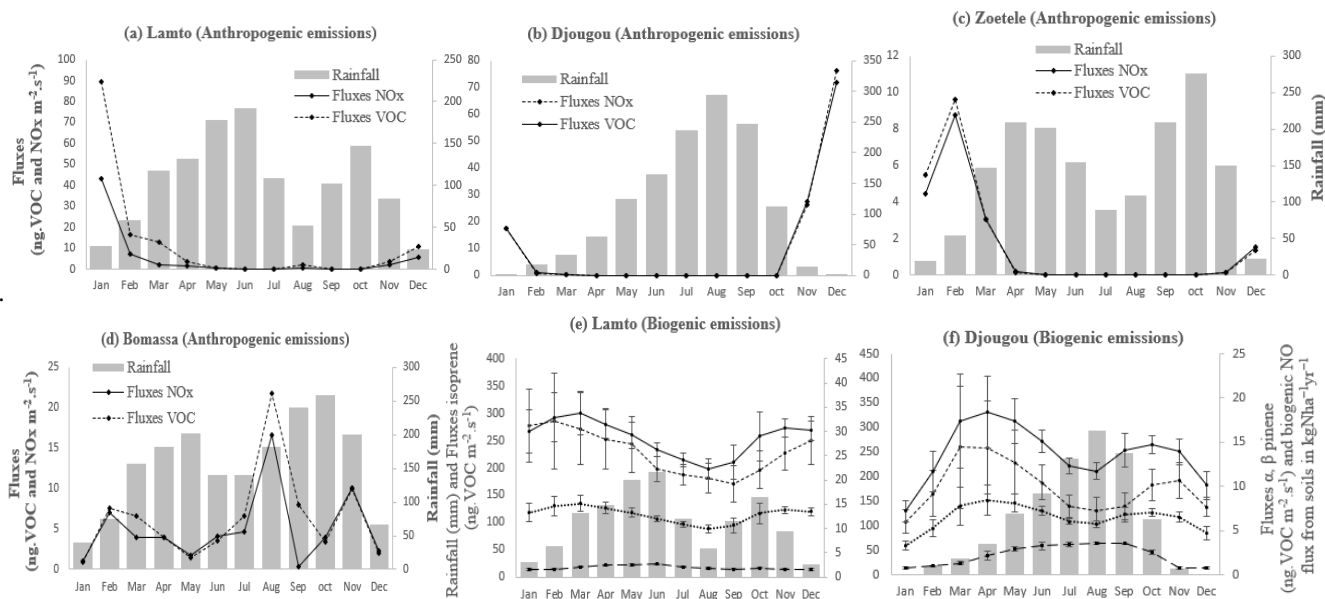 (a) Lamto (Anthropogenic emissions)
Fluxes
(ng.VOC and NOx m⁻².s⁻¹)
100
90
80
70
60
50
40
30
20
10
0
250
200
150
100
50
0
Rainfall
Fluxes NOx
Fluxes VOC
Jan Feb Mar Apr May Jun Jul Aug Sep oct Nov Dec
(b) Djougou (Anthropogenic emissions)
80
70
60
50
40
30
20
10
0
350
300
250
200
150
100
50
0
Rainfall
Fluxes NOx
Fluxes VOC
Jan Feb Mar Apr May Jun Jul Aug Sep oct Nov Dec
(c) Zoetele (Anthropogenic emissions)
12
10
8
6
4
2
0
300
250
200
150
100
50
0
Rainfall (mm)
Rainfall
Fluxes NOx
Fluxes VOC
Jan Feb Mar Apr May Jun Jul Aug Sep oct Nov Dec
(d) Bomassa (Anthropogenic emissions)
Fluxes
(ng.VOC and NOx m⁻².s⁻¹)
25
20
15
10
5
0
300
250
200
150
100
50
0
Rainfall (mm)
Rainfall
Fluxes NOx
Fluxes VOC
Jan Feb Mar Apr May Jun Jul Aug Sep Oct Nov Dec
(e) Lamto (Biogenic emissions)
Rainfall (mm) and Fluxes isoprene
(ng.VOC m⁻².s⁻¹)
400
350
300
250
200
150
100
50
0
45
40
35
30
25
20
15
10
5
0
Jan Feb Mar Apr May Jun Jul Aug Sep Oct Nov Dec
(f) Djougou (Biogenic emissions)
450
400
350
300
250
200
150
100
50
0
25
20
15
10
5
0
Fluxes α, β pinene
(ng.VOC m⁻².s⁻¹) and biogenic NO
flux from soils in kgNha⁻¹yr⁻¹
Jan Feb Mar Apr May Jun Jul Aug Sep Oct Nov Dec